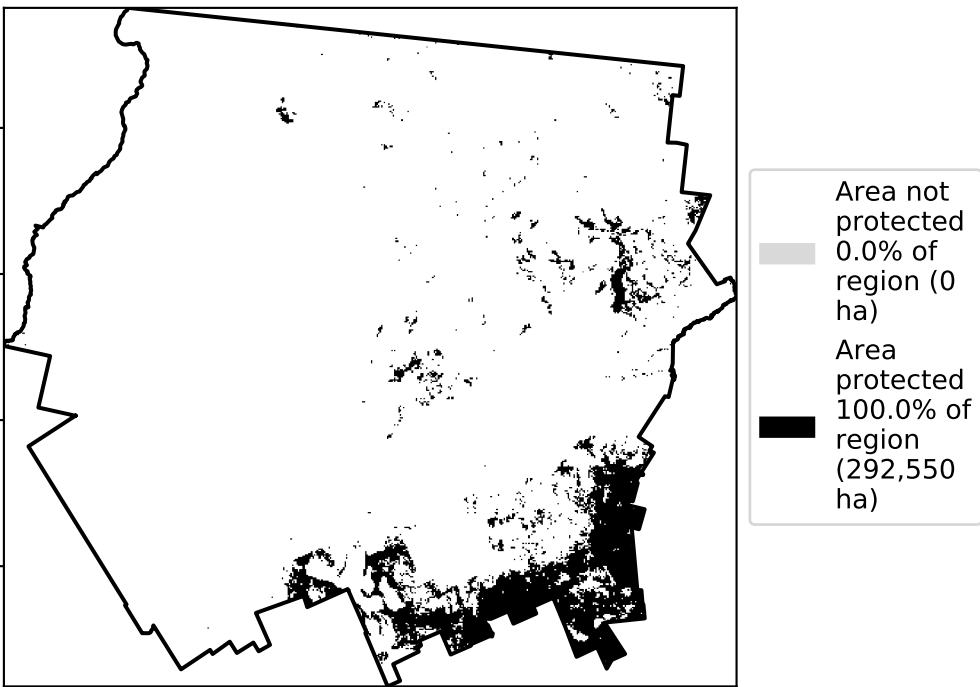 Area not
protected
0.0% of
region (0
ha)
Area
protected
100.0% of
region
(292,550
ha)